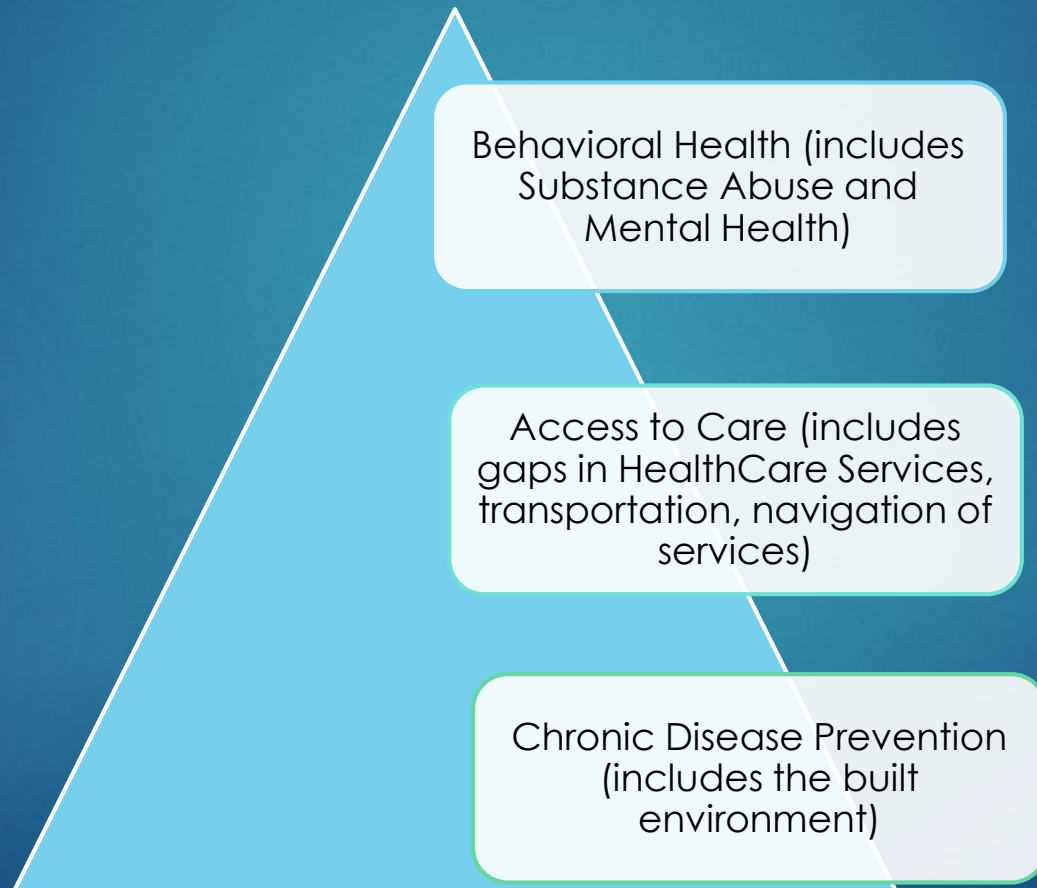 Behavioral Health (includes
Substance Abuse and
Mental Health)
Access to Care (includes
gaps in HealthCare Services,
transportation, navigation of
services)
Chronic Disease Prevention
(includes the built
environment)